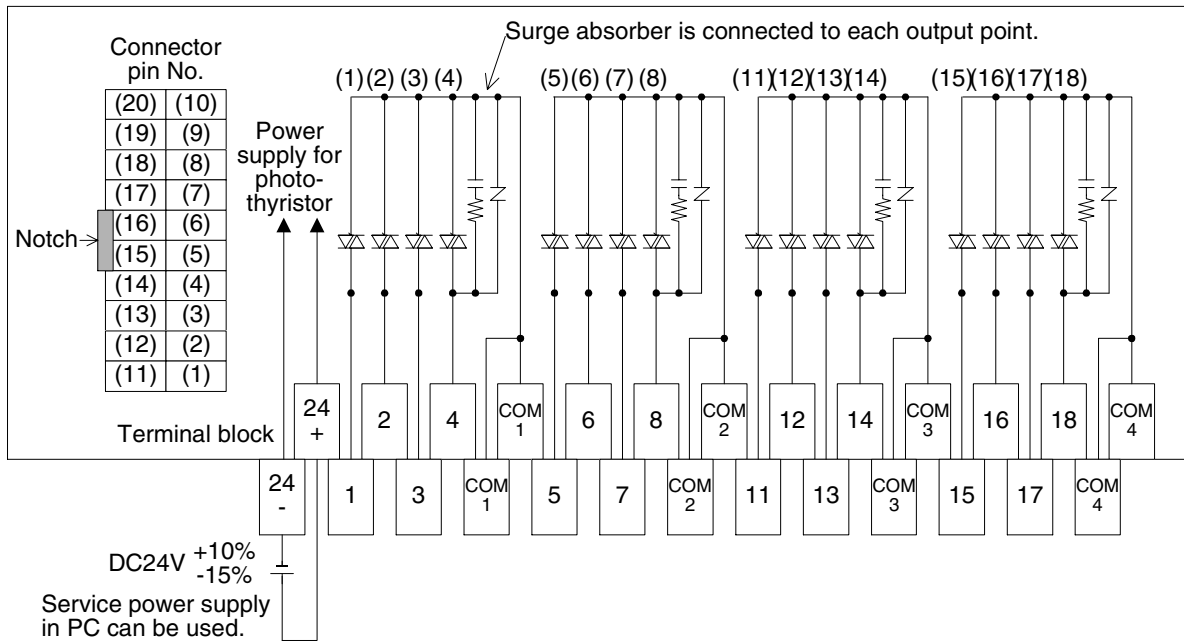 Surge absorber is connected to each output point.
Connector
pin No.
(20) (10)
(19) (9)
(18) (8)
(17) (7)
(16) (6)
(15) (5)
(14) (4)
(13) (3)
(12) (2)
(11) (1)
Notch
Power
supply for
photo-
thyristor
(1) (2) (3) (4) (5) (6) (7) (8) (11) (12) (13) (14) (15) (16) (17) (18)
Terminal block
24
+
2 4 COM
1
6 8 COM
2
12 14 COM
3
16 18 COM
4
24
-
1 3 COM
1
5 7 COM
2
11 13 COM
3
15 17 COM
4
DC24V +10%
-15%
Service power supply
in PC can be used.